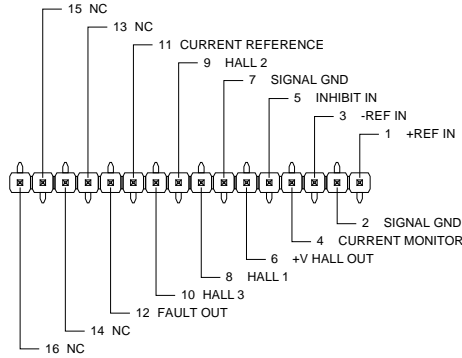 15 NC
13 NC
11 CURRENT REFERENCE
9 HALL 2
7 SIGNAL GND
5 INHIBIT IN
3 -REF IN
1 +REF IN
2 SIGNAL GND
4 CURRENT MONITOR
6 +V HALL OUT
8 HALL 1
10 HALL 3
12 FAULT OUT
14 NC
16 NC